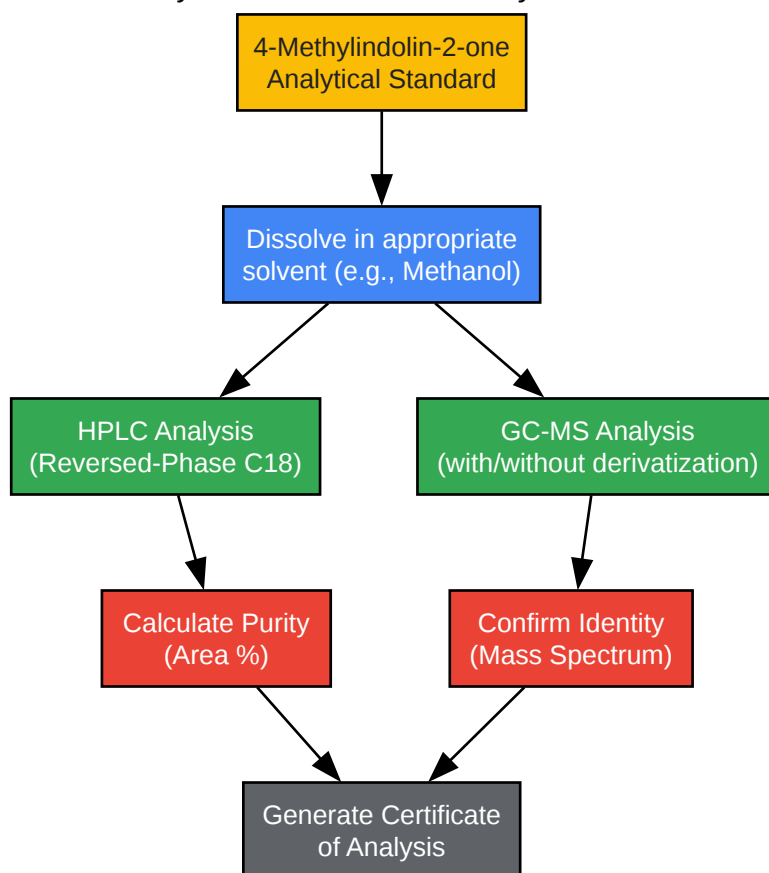 4-Methylindolin-2-one
Analytical Standard
Dissolve in appropriate
solvent (e.g., Methanol)
HPLC Analysis
(Reversed-Phase C18)
GC-MS Analysis
(with/without derivatization)
Calculate Purity
(Area %)
Confirm Identity
(Mass Spectrum)
Generate Certificate
of Analysis